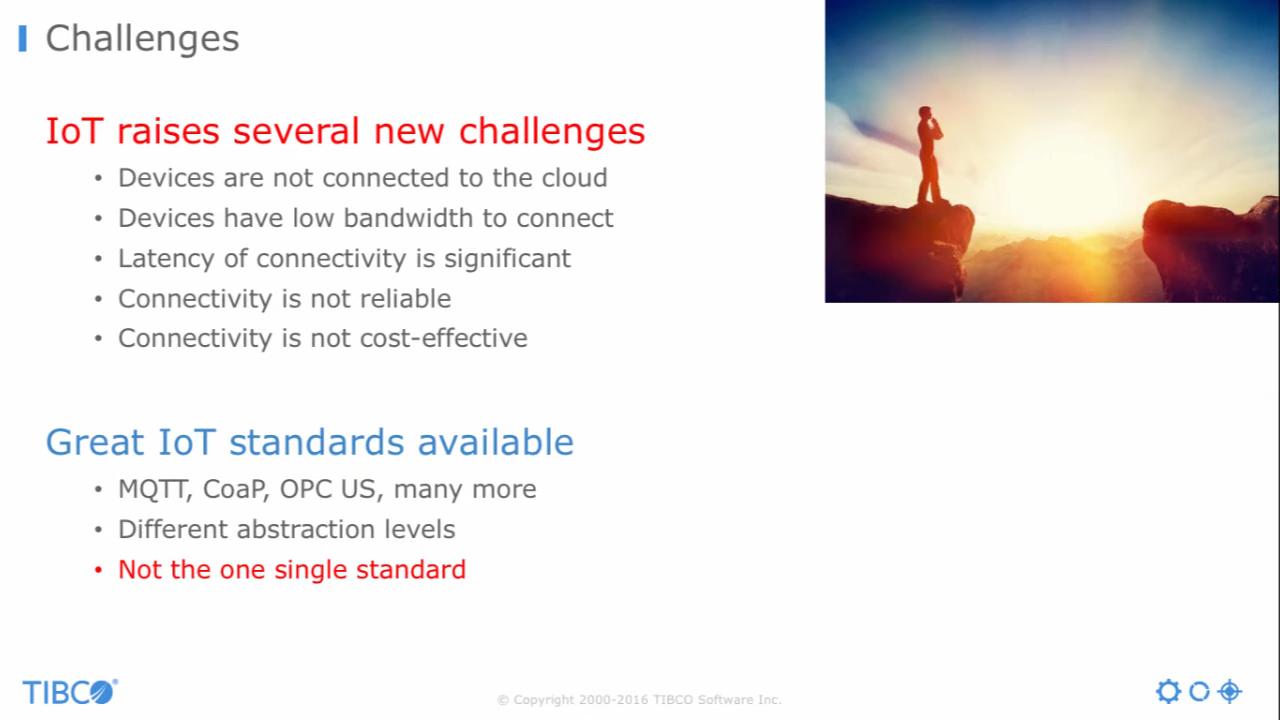 Challenges
IoT raises several new challenges
• Devices are not connected to the cloud
• Devices have low bandwidth to connect
• Latency of connectivity is significant
• Connectivity is not reliable
• Connectivity is not cost-effective
Great IoT standards available
• MQTT, CoaP, OPC US, many more
• Different abstraction levels
• Not the one single standard
TIBCO®
© Copyright 2000-2016 TIBCO Software Inc.